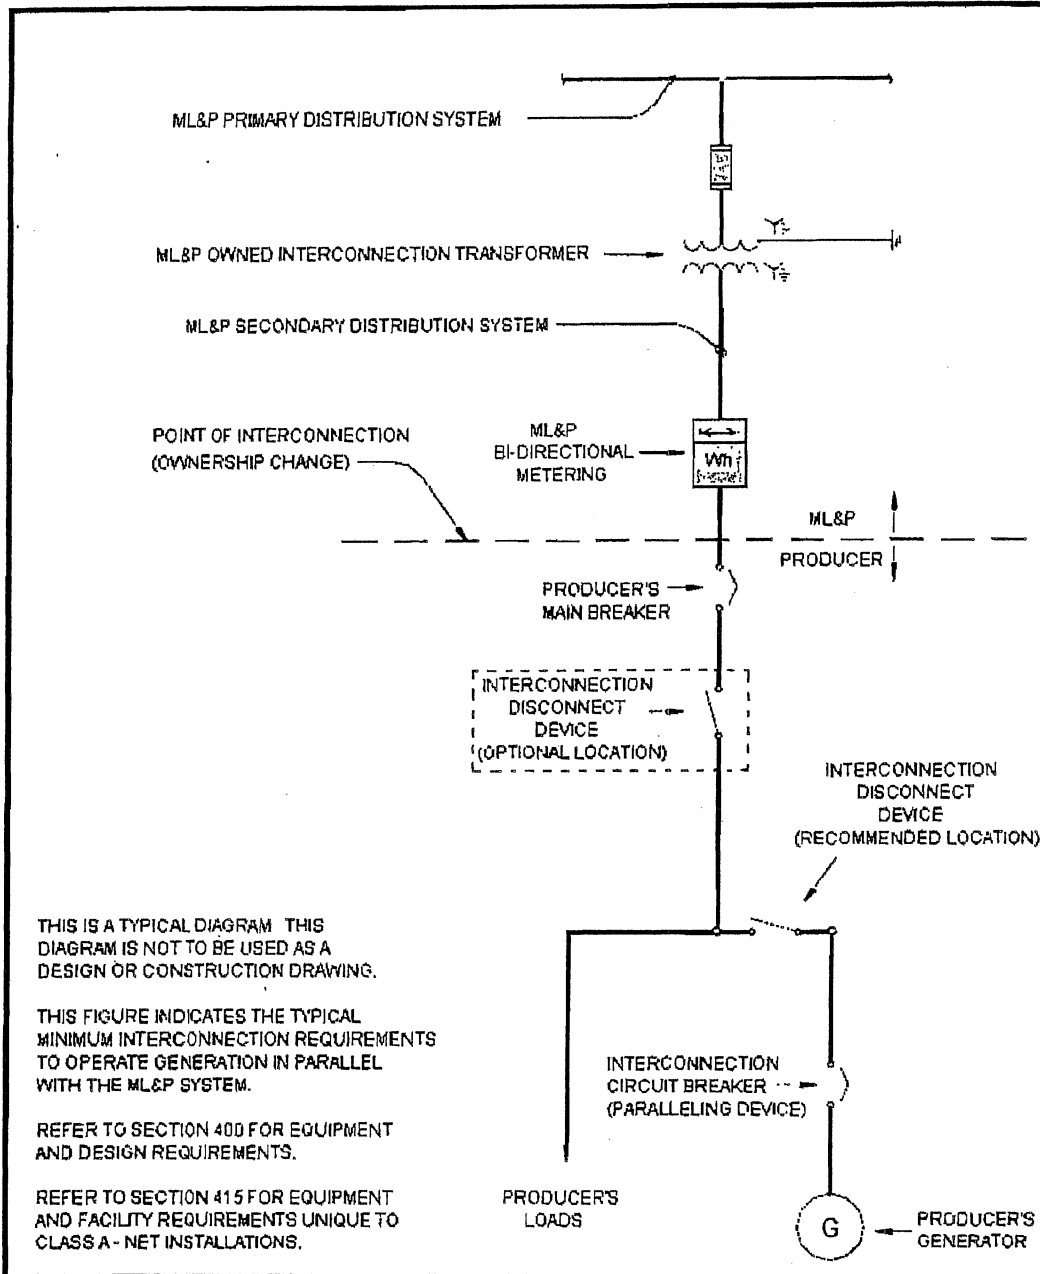 ML&P PRIMARY DISTRIBUTION SYSTEM
ML&P OWNED INTERCONNECTION TRANSFORMER
ML&P SECONDARY DISTRIBUTION SYSTEM
POINT OF INTERCONNECTION
(OWNERSHIP CHANGE)
ML&P
BI-DIRECTIONAL
METERING
Wh
ML&P
PRODUCER
PRODUCER'S
MAIN BREAKER
INTERCONNECTION
DISCONNECT
DEVICE
(OPTIONAL LOCATION)
INTERCONNECTION
DISCONNECT
DEVICE
(RECOMMENDED LOCATION)
THIS IS A TYPICAL DIAGRAM THIS
DIAGRAM IS NOT TO BE USED AS A
DESIGN OR CONSTRUCTION DRAWING.
THIS FIGURE INDICATES THE TYPICAL
MINIMUM INTERCONNECTION REQUIREMENTS
TO OPERATE GENERATION IN PARALLEL
WITH THE ML&P SYSTEM.
REFER TO SECTION 400 FOR EQUIPMENT
AND DESIGN REQUIREMENTS.
REFER TO SECTION 415 FOR EQUIPMENT
AND FACILITY REQUIREMENTS UNIQUE TO
CLASS A - NET INSTALLATIONS.
INTERCONNECTION
CIRCUIT BREAKER
(PARALLELING DEVICE)
PRODUCER'S
LOADS
G
PRODUCER'S
GENERATOR